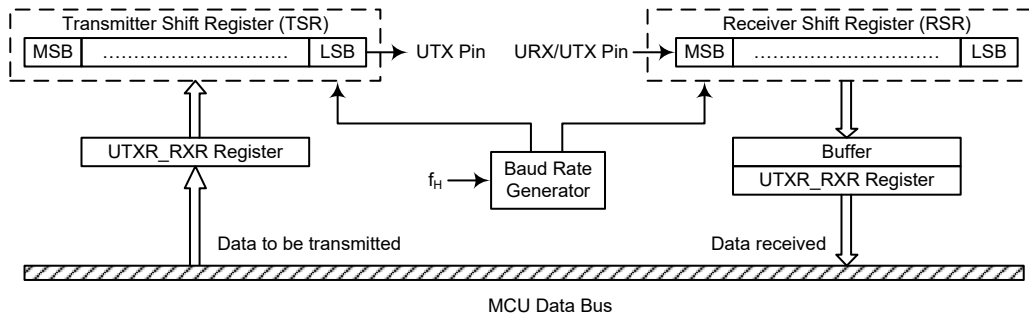 Transmitter Shift Register (TSR)
MSB ………………………… LSB
UTX Pin
URX/UTX Pin
Receiver Shift Register (RSR)
MSB ………………………… LSB
UTXR_RXR Register
Baud Rate
Generator
fH
Buffer
UTXR_RXR Register
Data to be transmitted
Data received
MCU Data Bus